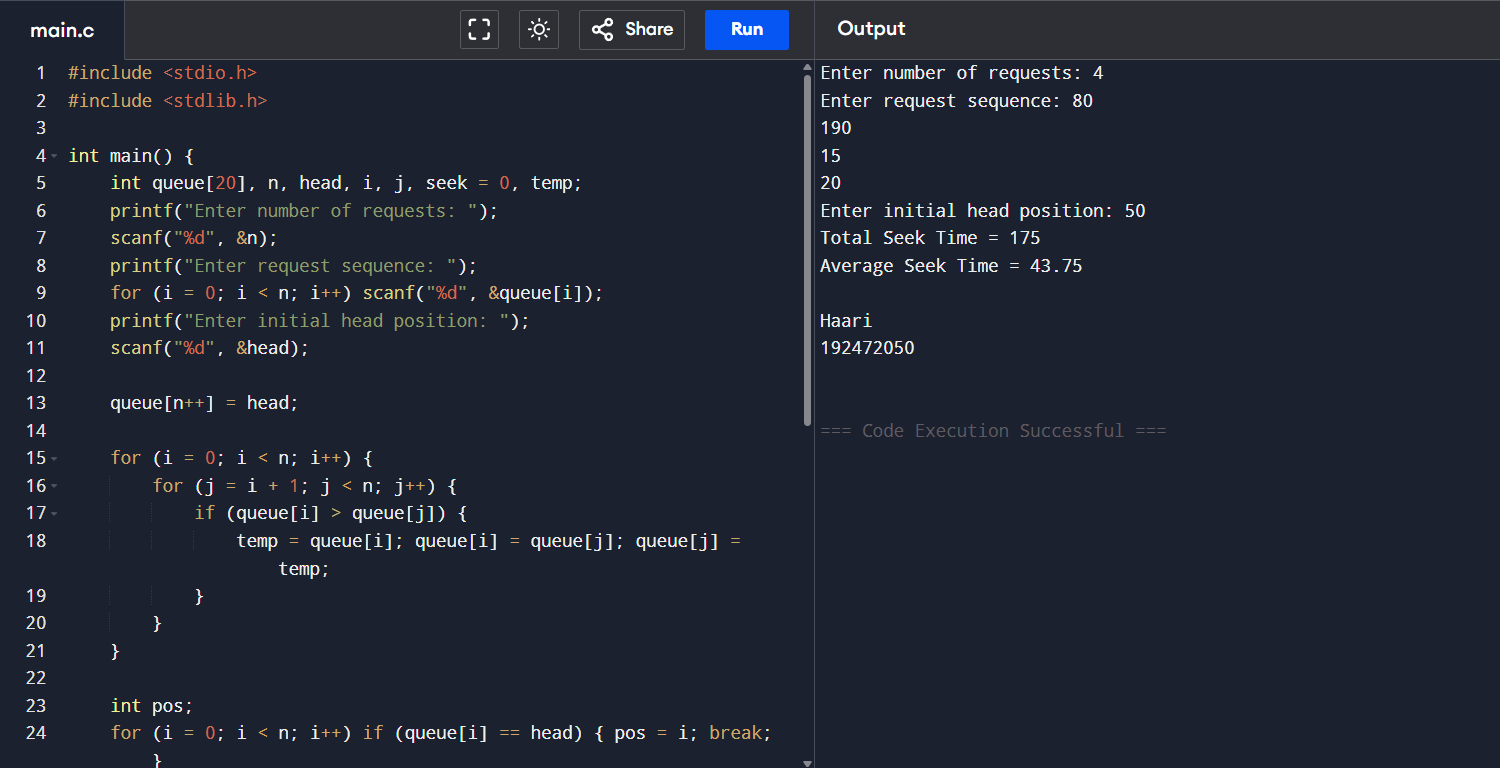 main.c
Share
Run
Output
1 #include <stdio.h>
2 #include <stdlib.h>
3
4 int main() {
5 int queue[20], n, head, i, j, seek = 0, temp;
6 printf("Enter number of requests: ");
7 scanf("%d", &n);
8 printf("Enter request sequence: ");
9 for (i = 0; i < n; i++) scanf("%d", &queue[i]);
10 printf("Enter initial head position: ");
11 scanf("%d", &head);
12
13 queue[n++] = head;
14
15 for (i = 0; i < n; i++) {
16 for (j = i + 1; j < n; j++) {
17 if (queue[i] > queue[j]) {
18 temp = queue[i]; queue[i] = queue[j]; queue[j] =
temp;
19 }
20 }
21 }
22
23 int pos;
24 for (i = 0; i < n; i++) if (queue[i] == head) { pos = i; break;
}
Enter number of requests: 4
Enter request sequence: 80
190
15
20
Enter initial head position: 50
Total Seek Time = 175
Average Seek Time = 43.75
Haari
192472050
=== Code Execution Successful ===